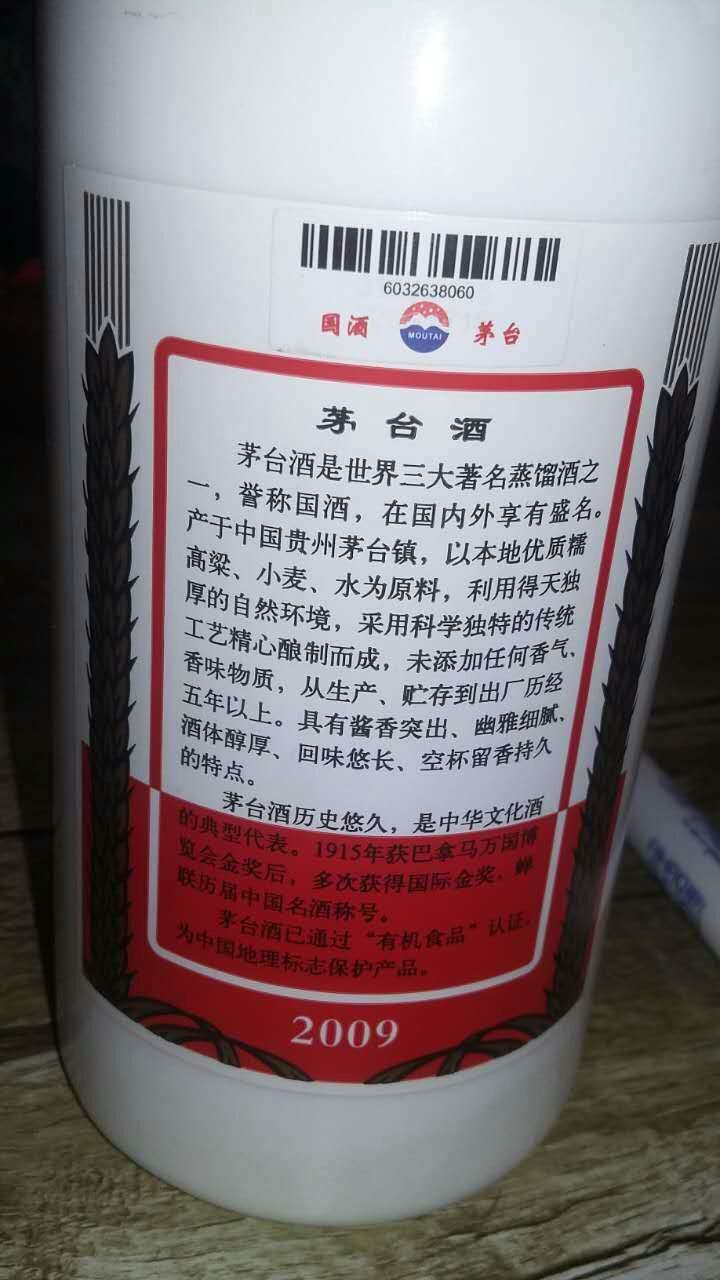 6032638060
国酒 MOUTAI 茅台
茅台酒
茅台酒是世界三大著名蒸馏酒之
一，誉称国酒，在国内外享有盛名。
产于中国贵州茅台镇，以本地优质糯
高粱、小麦、水为原料，利用得天独
厚的自然环境，采用科学独特的传统
工艺精心酿制而成，未添加任何香气、
香味物质，从生产、贮存到出厂历经
五年以上。具有酱香突出、幽雅细腻、
酒体醇厚、回味悠长、空杯留香持久
的特点。
茅台酒历史悠久，是中华文化酒
的典型代表。1915年获巴拿马万国博
览会金奖后，多次获得国际金奖、蝉
联历届中国名酒称号。
茅台酒已通过“有机食品”认证，
为中国地理标志保护产品。
2009